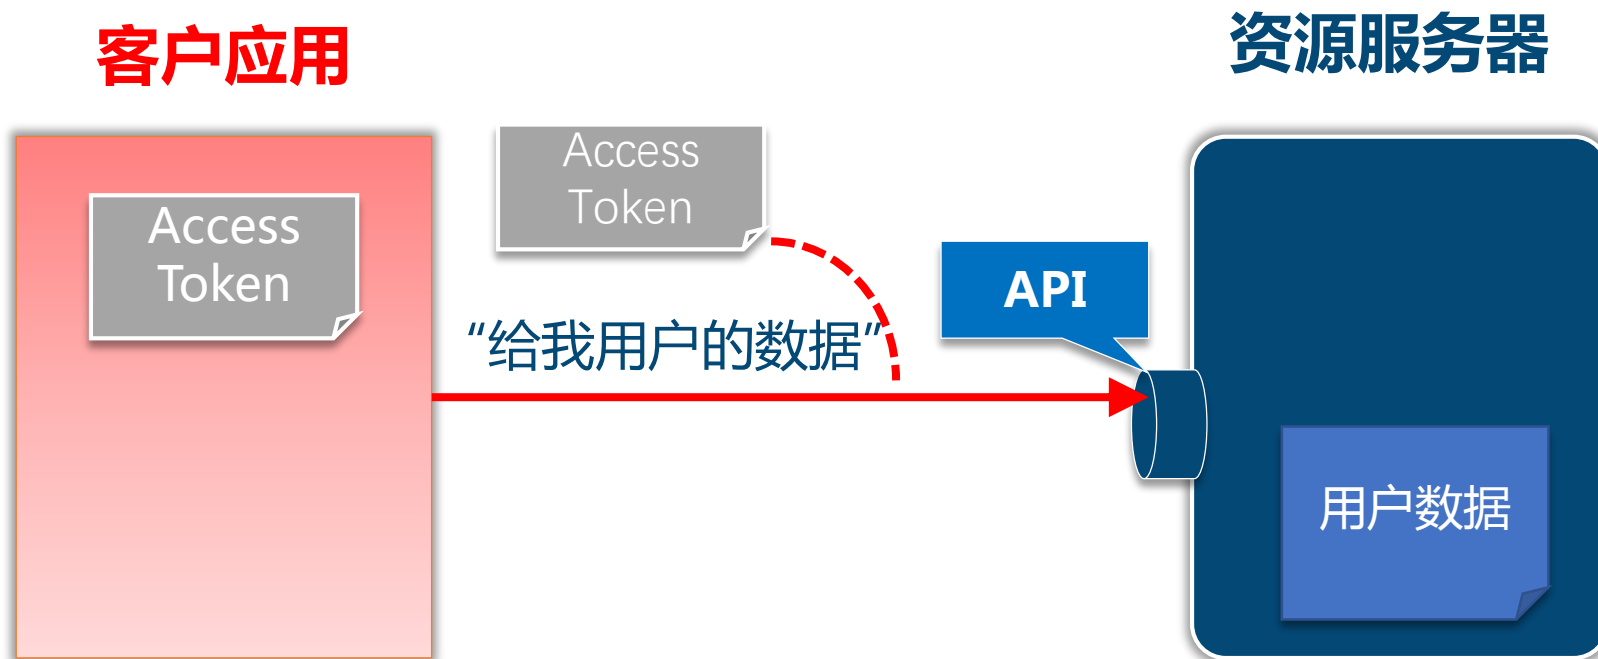 客户应用
资源服务器
Access
Token
Access
Token
API
“给我用户的数据”
用户数据